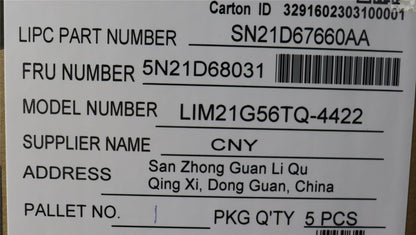 Carton ID 3291602303100001
LIPC PART NUMBER SN21D67660AA
FRU NUMBER 5N21D68031
MODEL NUMBER LIM21G56TQ-4422
SUPPLIER NAME CNY
ADDRESS San Zhong Guan Li Qu
Qing Xi, Dong Guan, China
PALLET NO. 1 PKG Q'TY 5 PCS